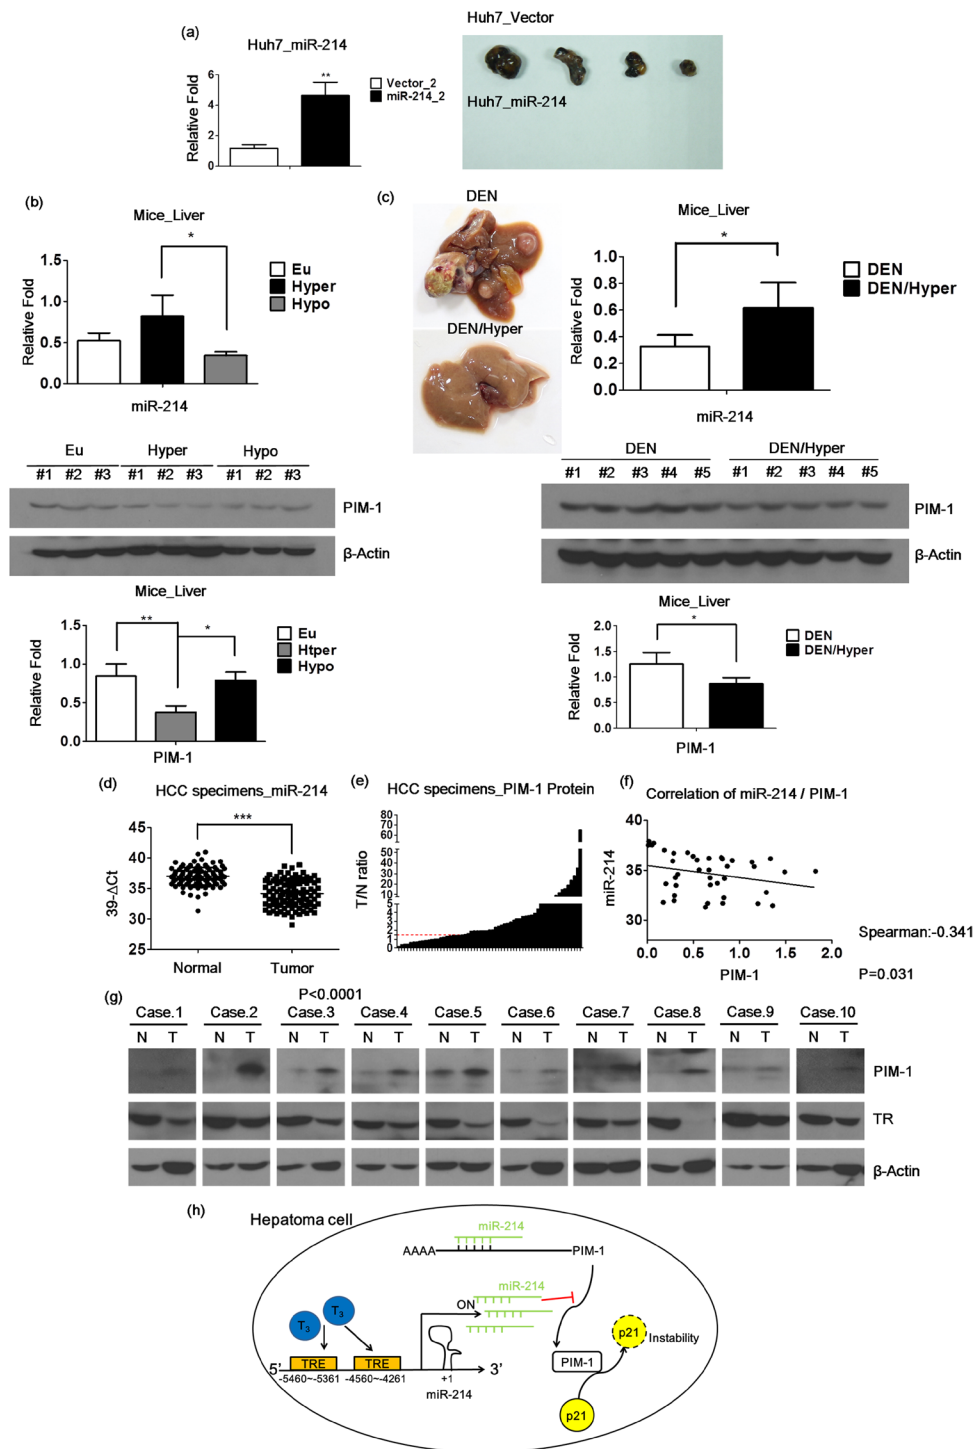 Huh7_Vector
(a)
Huh7_miR-214
Relative Fold
6
4
2
0
**
Vector_2
miR-214_2
Huh7_miR-214
(b)
Mice_Liver
*
Relative Fold
1.5
1.0
0.5
0.0
Eu
Hyper
Hypo
miR-214
Eu Hyper Hypo
#1 #2 #3 #1 #2 #3 #1 #2 #3
PIM-1
β-Actin
Mice_Liver
** *
Relative Fold
1.5
1.0
0.5
0.0
Eu
Htper
Hypo
PIM-1
(c)
DEN
DEN/Hyper
Mice_Liver
*
Relative Fold
1.0
0.8
0.6
0.4
0.2
0.0
DEN
DEN/Hyper
miR-214
DEN DEN/Hyper
#1 #2 #3 #4 #5 #1 #2 #3 #4 #5
PIM-1
β-Actin
Mice_Liver
*
Relative Fold
2.0
1.5
1.0
0.5
0.0
DEN
DEN/Hyper
PIM-1
(d)
HCC specimens_miR-214
***
39-ΔCt
45
40
35
30
25
Normal Tumor
P<0.0001
(e)
HCC specimens_PIM-1 Protein
T/N ratio
80
70
60
50
40
30
20
10
5
4
3
2
1
0
(f)
Correlation of miR-214 / PIM-1
miR-214
40
36
30
0.0 0.5 1.0 1.5 2.0
PIM-1
Spearman:-0.341
P=0.031
(g)
Case.1 Case.2 Case.3 Case.4 Case.5 Case.6 Case.7 Case.8 Case.9 Case.10
N T N T N T N T N T N T N T N T N T N T
PIM-1
TR
β-Actin
(h)
Hepatoma cell
miR-214
AAAA PIM-1
miR-214
ON
T3 T3
p21 Instability
5' TRE TRE 3'
-5460~-5361 -4560~-4261 +1
miR-214
PIM-1
p21